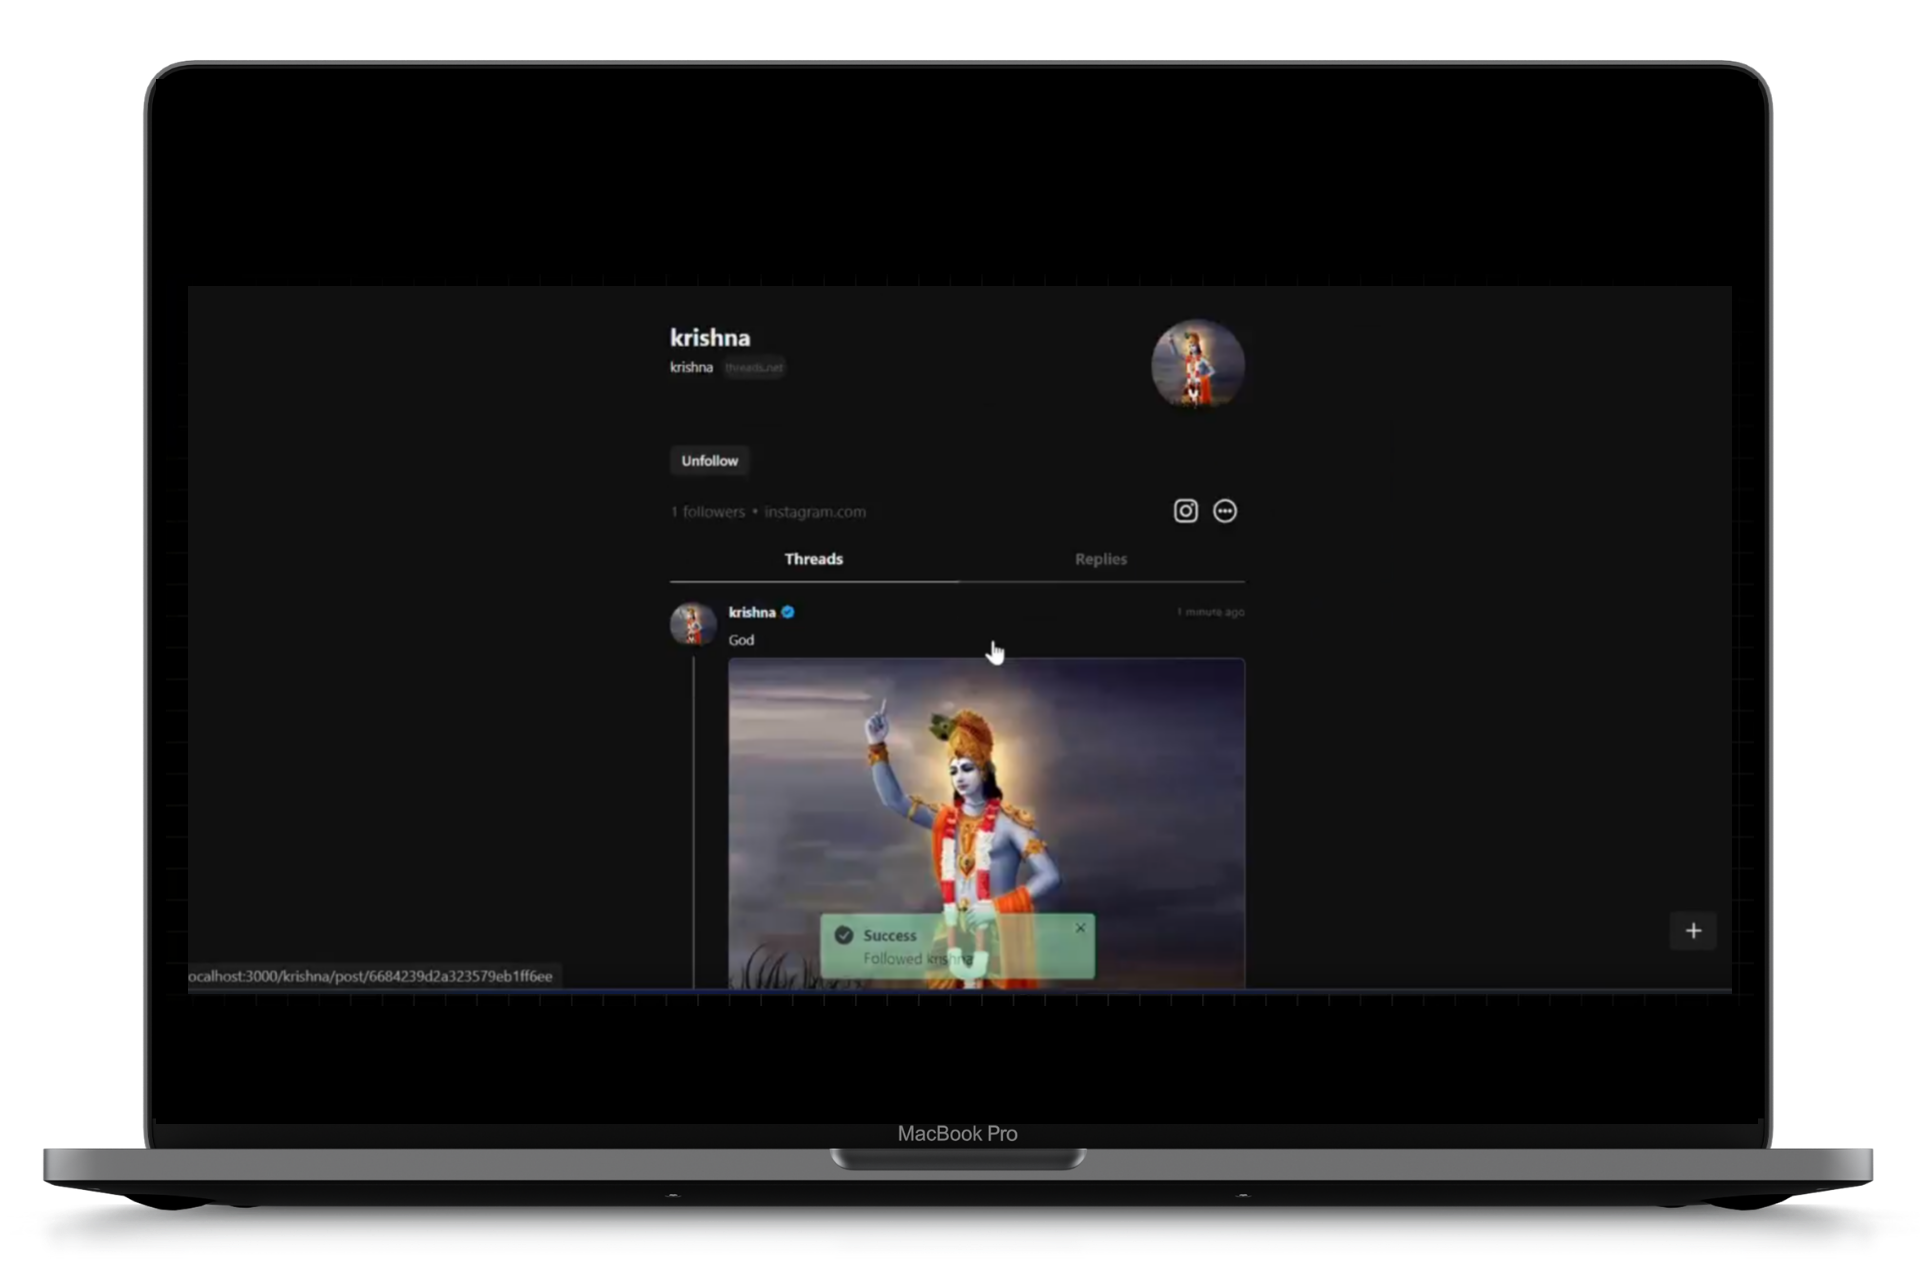 krishna
krishna threads.net
Unfollow
1 followers • instagram.com
Threads Replies
krishna 1 minute ago
God
Success
Followed krishna
ocalhost:3000/krishna/post/6684239d2a323579eb1ff6ee
MacBook Pro